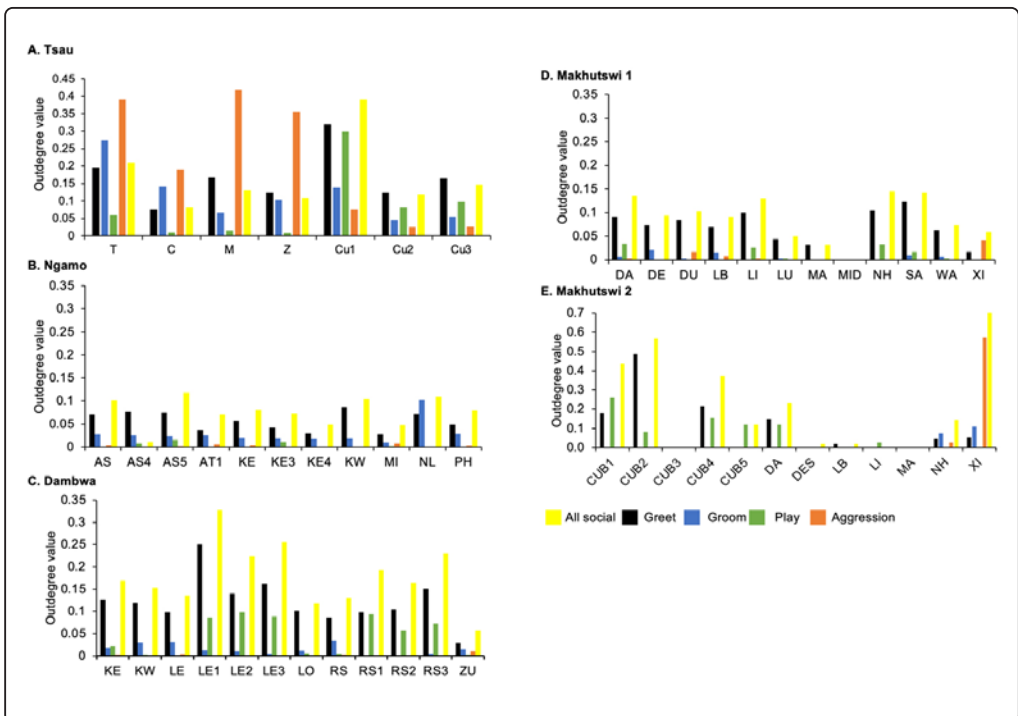 A. Tsau
Outdegree value
0.45
0.4
0.35
0.3
0.25
0.2
0.15
0.1
0.05
0
T C M Z Cu1 Cu2 Cu3
B. Ngamo
Outdegree value
0.35
0.3
0.25
0.2
0.15
0.1
0.05
0
AS AS4 AS5 AT1 KE KE3 KE4 KW MI NL PH
C. Dambwa
Outdegree value
0.35
0.3
0.25
0.2
0.15
0.1
0.05
0
KE KW LE LE1 LE2 LE3 LO RS RS1 RS2 RS3 ZU
D. Makhutswi 1
Outdegree value
0.35
0.3
0.25
0.2
0.15
0.1
0.05
0
DA DE DU LB LI LU MA MID NH SA WA XI
E. Makhutswi 2
Outdegree value
0.7
0.6
0.5
0.4
0.3
0.2
0.1
0.0
CUB1 CUB2 CUB3 CUB4 CUB5 DA DES LB LI MA NH XI
All social Greet Groom Play Aggression